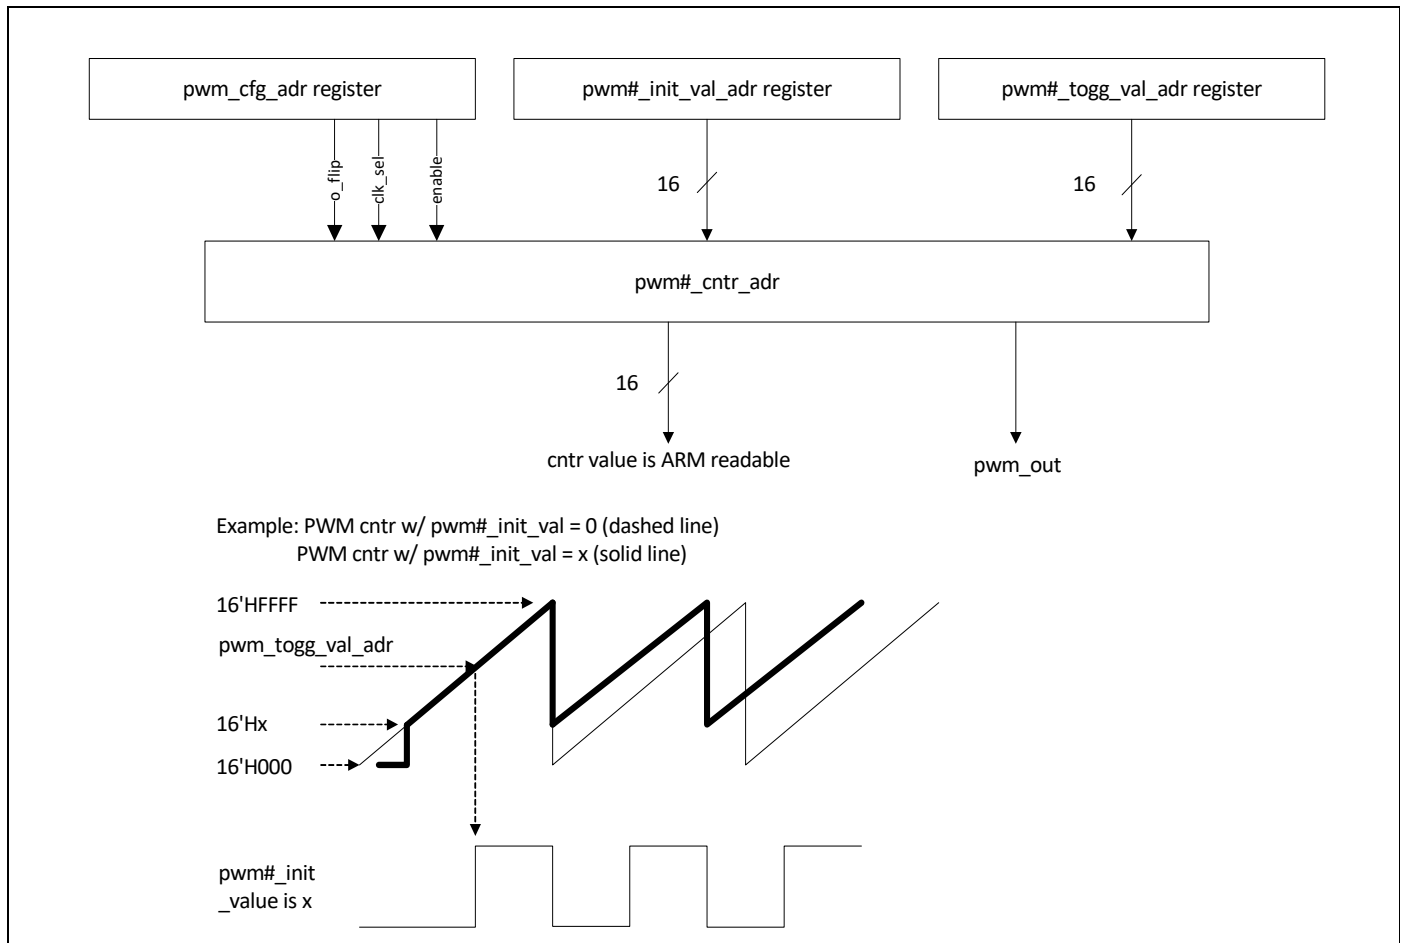 pwm_cfg_adr register
pwm#_init_val_adr register
pwm#_togg_val_adr register
o_flip
clk_sel
enable
16
16
pwm#_cntr_adr
16
cntr value is ARM readable
pwm_out
Example: PWM cntr w/ pwm#_init_val = 0 (dashed line)
PWM cntr w/ pwm#_init_val = x (solid line)
16'HFFFF
pwm_togg_val_adr
16'Hx
16'H000
pwm#_init
_value is x